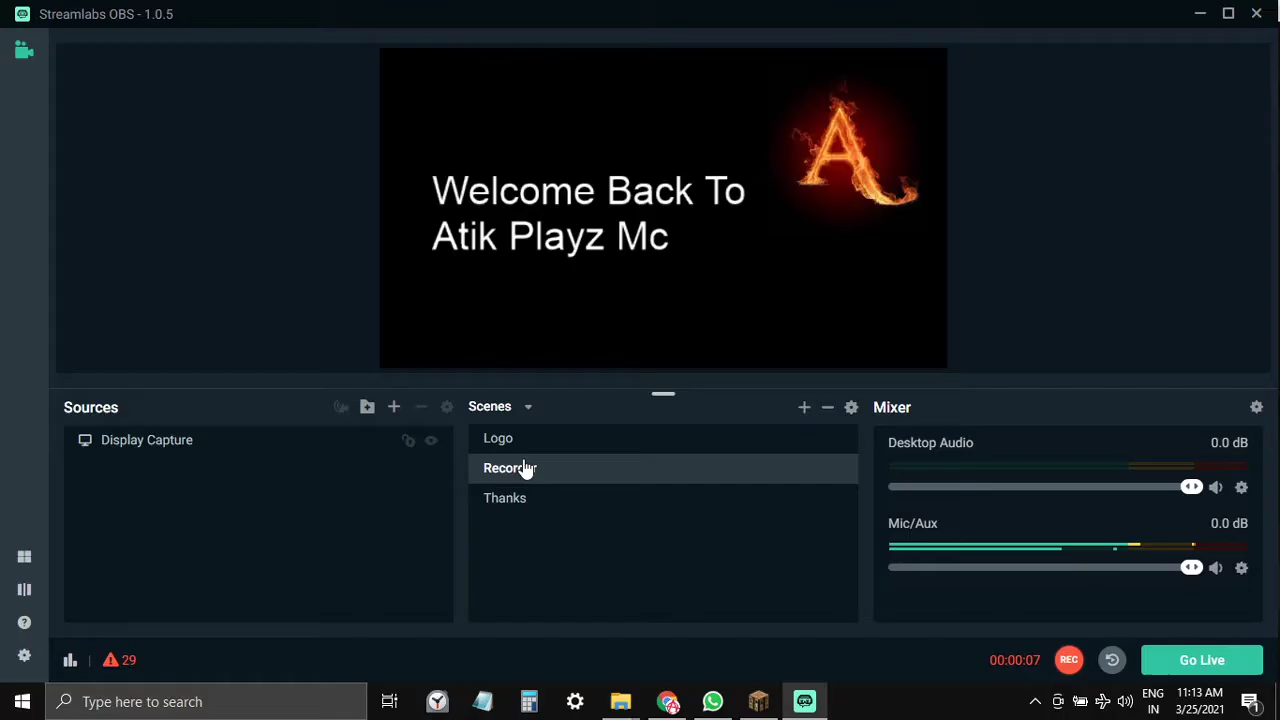 Streamlabs OBS - 1.0.5
Welcome Back To
Atik Playz Mc
A
Sources
Display Capture
Scenes
Logo
Recorder
Thanks
Mixer
Desktop Audio 0.0 dB
Mic/Aux 0.0 dB
29
00:00:07 REC Go Live
Type here to search
ENG
IN
11:13 AM
3/25/2021
1